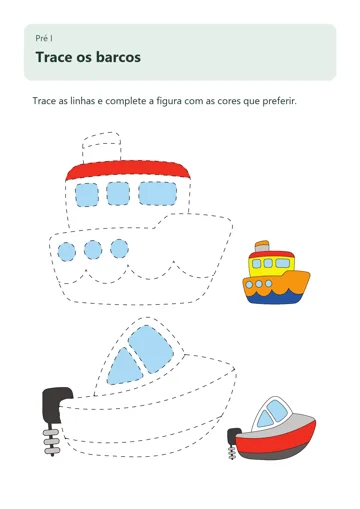 Pré I
Trace os barcos
Trace as linhas e complete a figura com as cores que preferir.